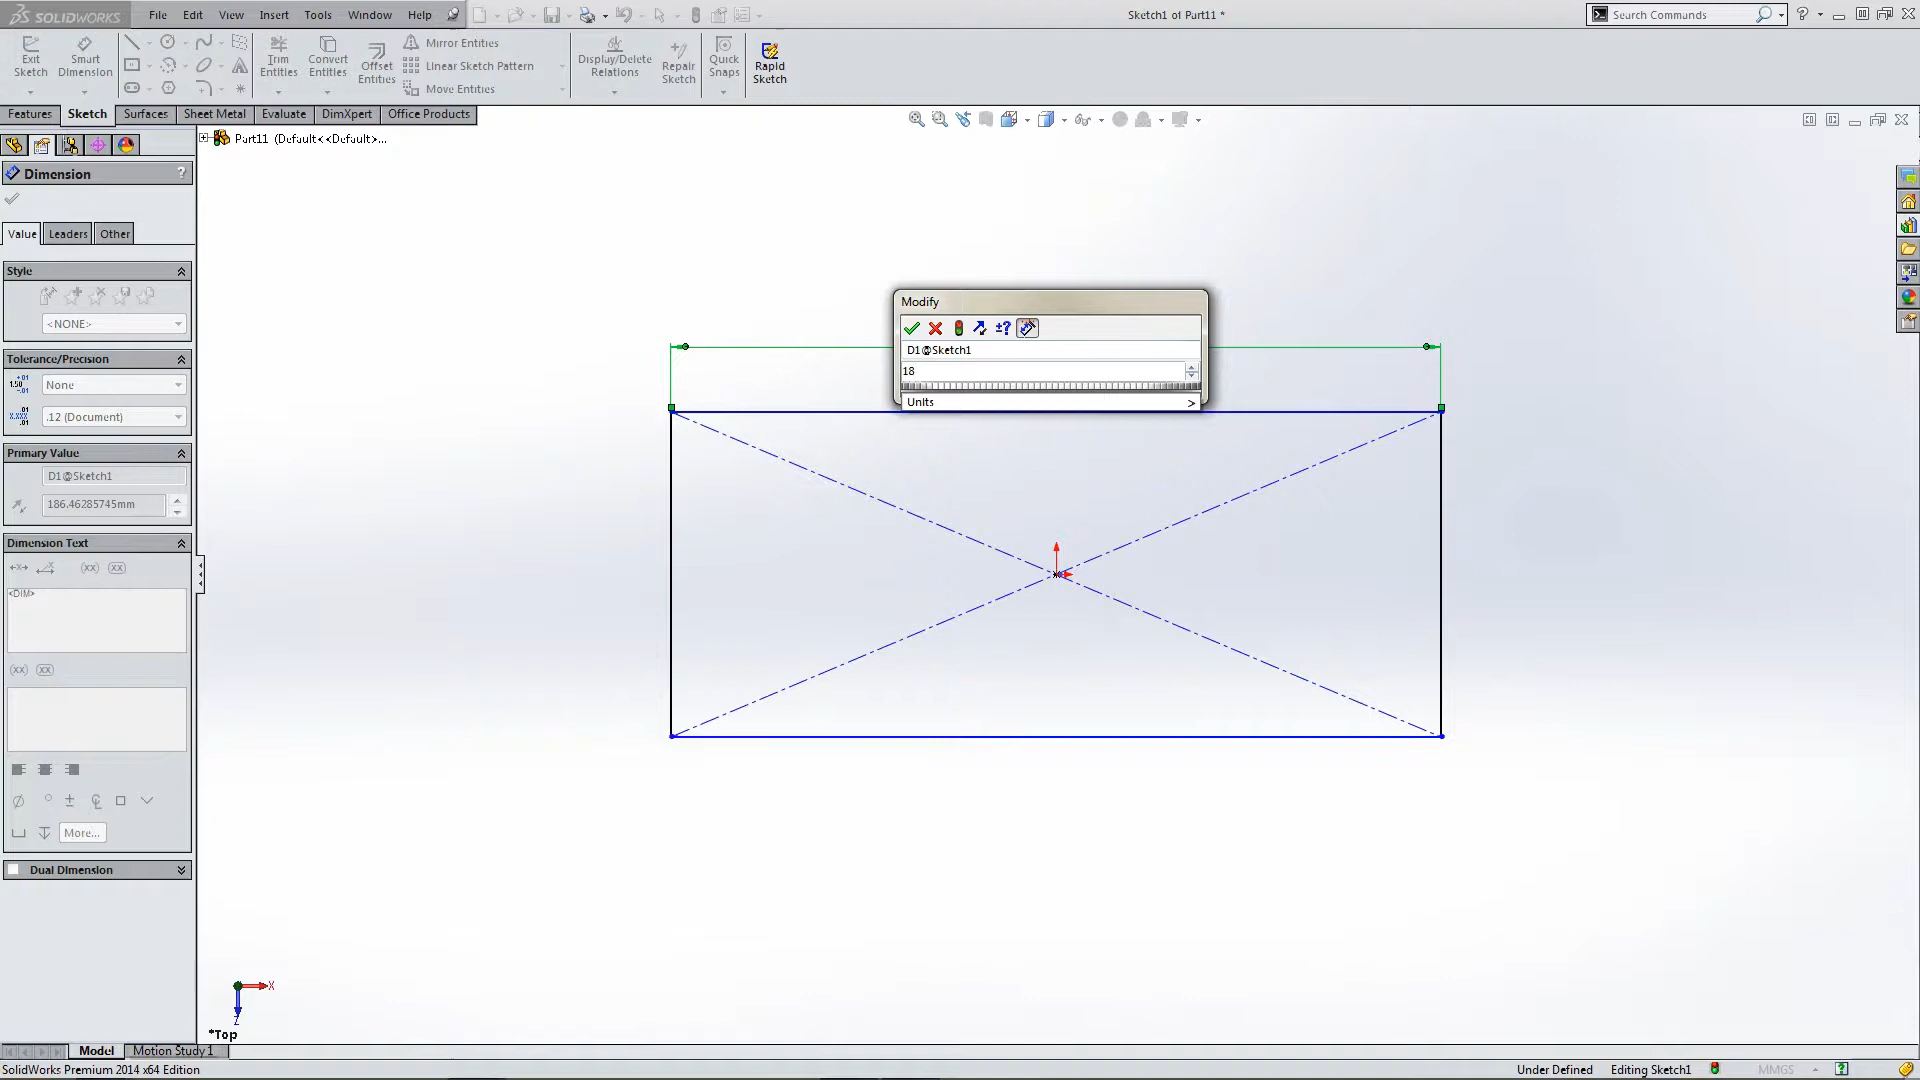 SOLIDWORKS File Edit View Insert Tools Window Help Sketch1 of Part11 * Search Commands
Exit Sketch
Smart Dimension
Trim Entities
Convert Entities
Offset Entities
Mirror Entities
Linear Sketch Pattern
Move Entities
Display/Delete Relations
Repair Sketch
Quick Snaps
Rapid Sketch
Features Sketch Surfaces Sheet Metal Evaluate DimXpert Office Products
Part11 (Default<<Default>...
Dimension ?
Value Leaders Other
Style
<NONE>
Tolerance/Precision
None
.12 (Document)
Primary Value
D1@Sketch1
186.46285745mm
Dimension Text
(xx) (xx)
<DIM>
(xx) (xx)
More...
Dual Dimension
Modify
D1@Sketch1
18
Units >
X
Z
*Top
Model Motion Study 1
SolidWorks Premium 2014 x64 Edition Under Defined Editing Sketch1 MMGS